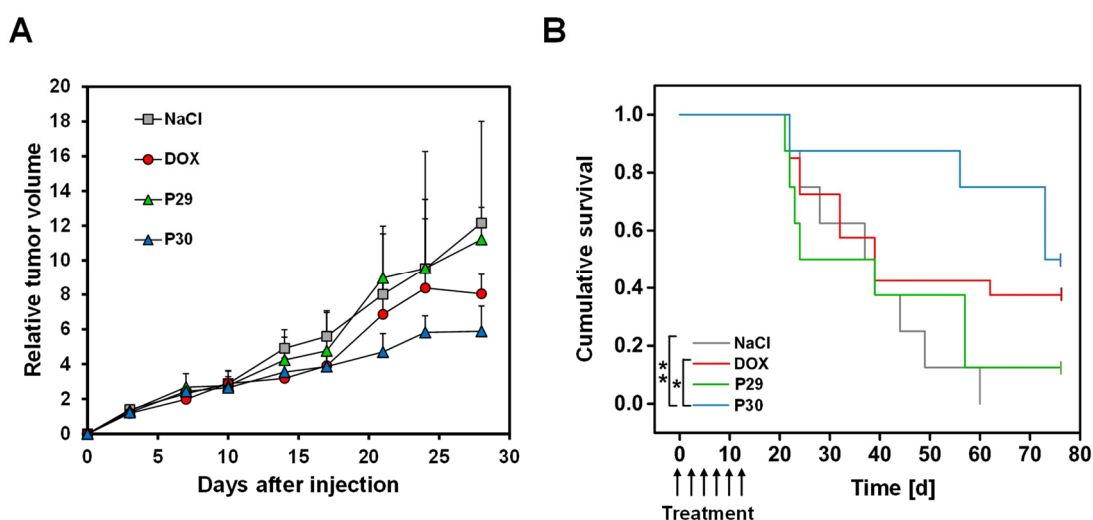 A
20
18
16
14
12
10
8
6
4
2
0
Relative tumor volume
NaCl
DOX
P29
P30
0 5 10 15 20 25 30
Days after injection
B
1.0
0.8
0.6
0.4
0.2
0.0
Cumulative survival
NaCl
DOX
P29
P30
**
*
0 10 20 30 40 50 60 70 80
Time [d]
Treatment